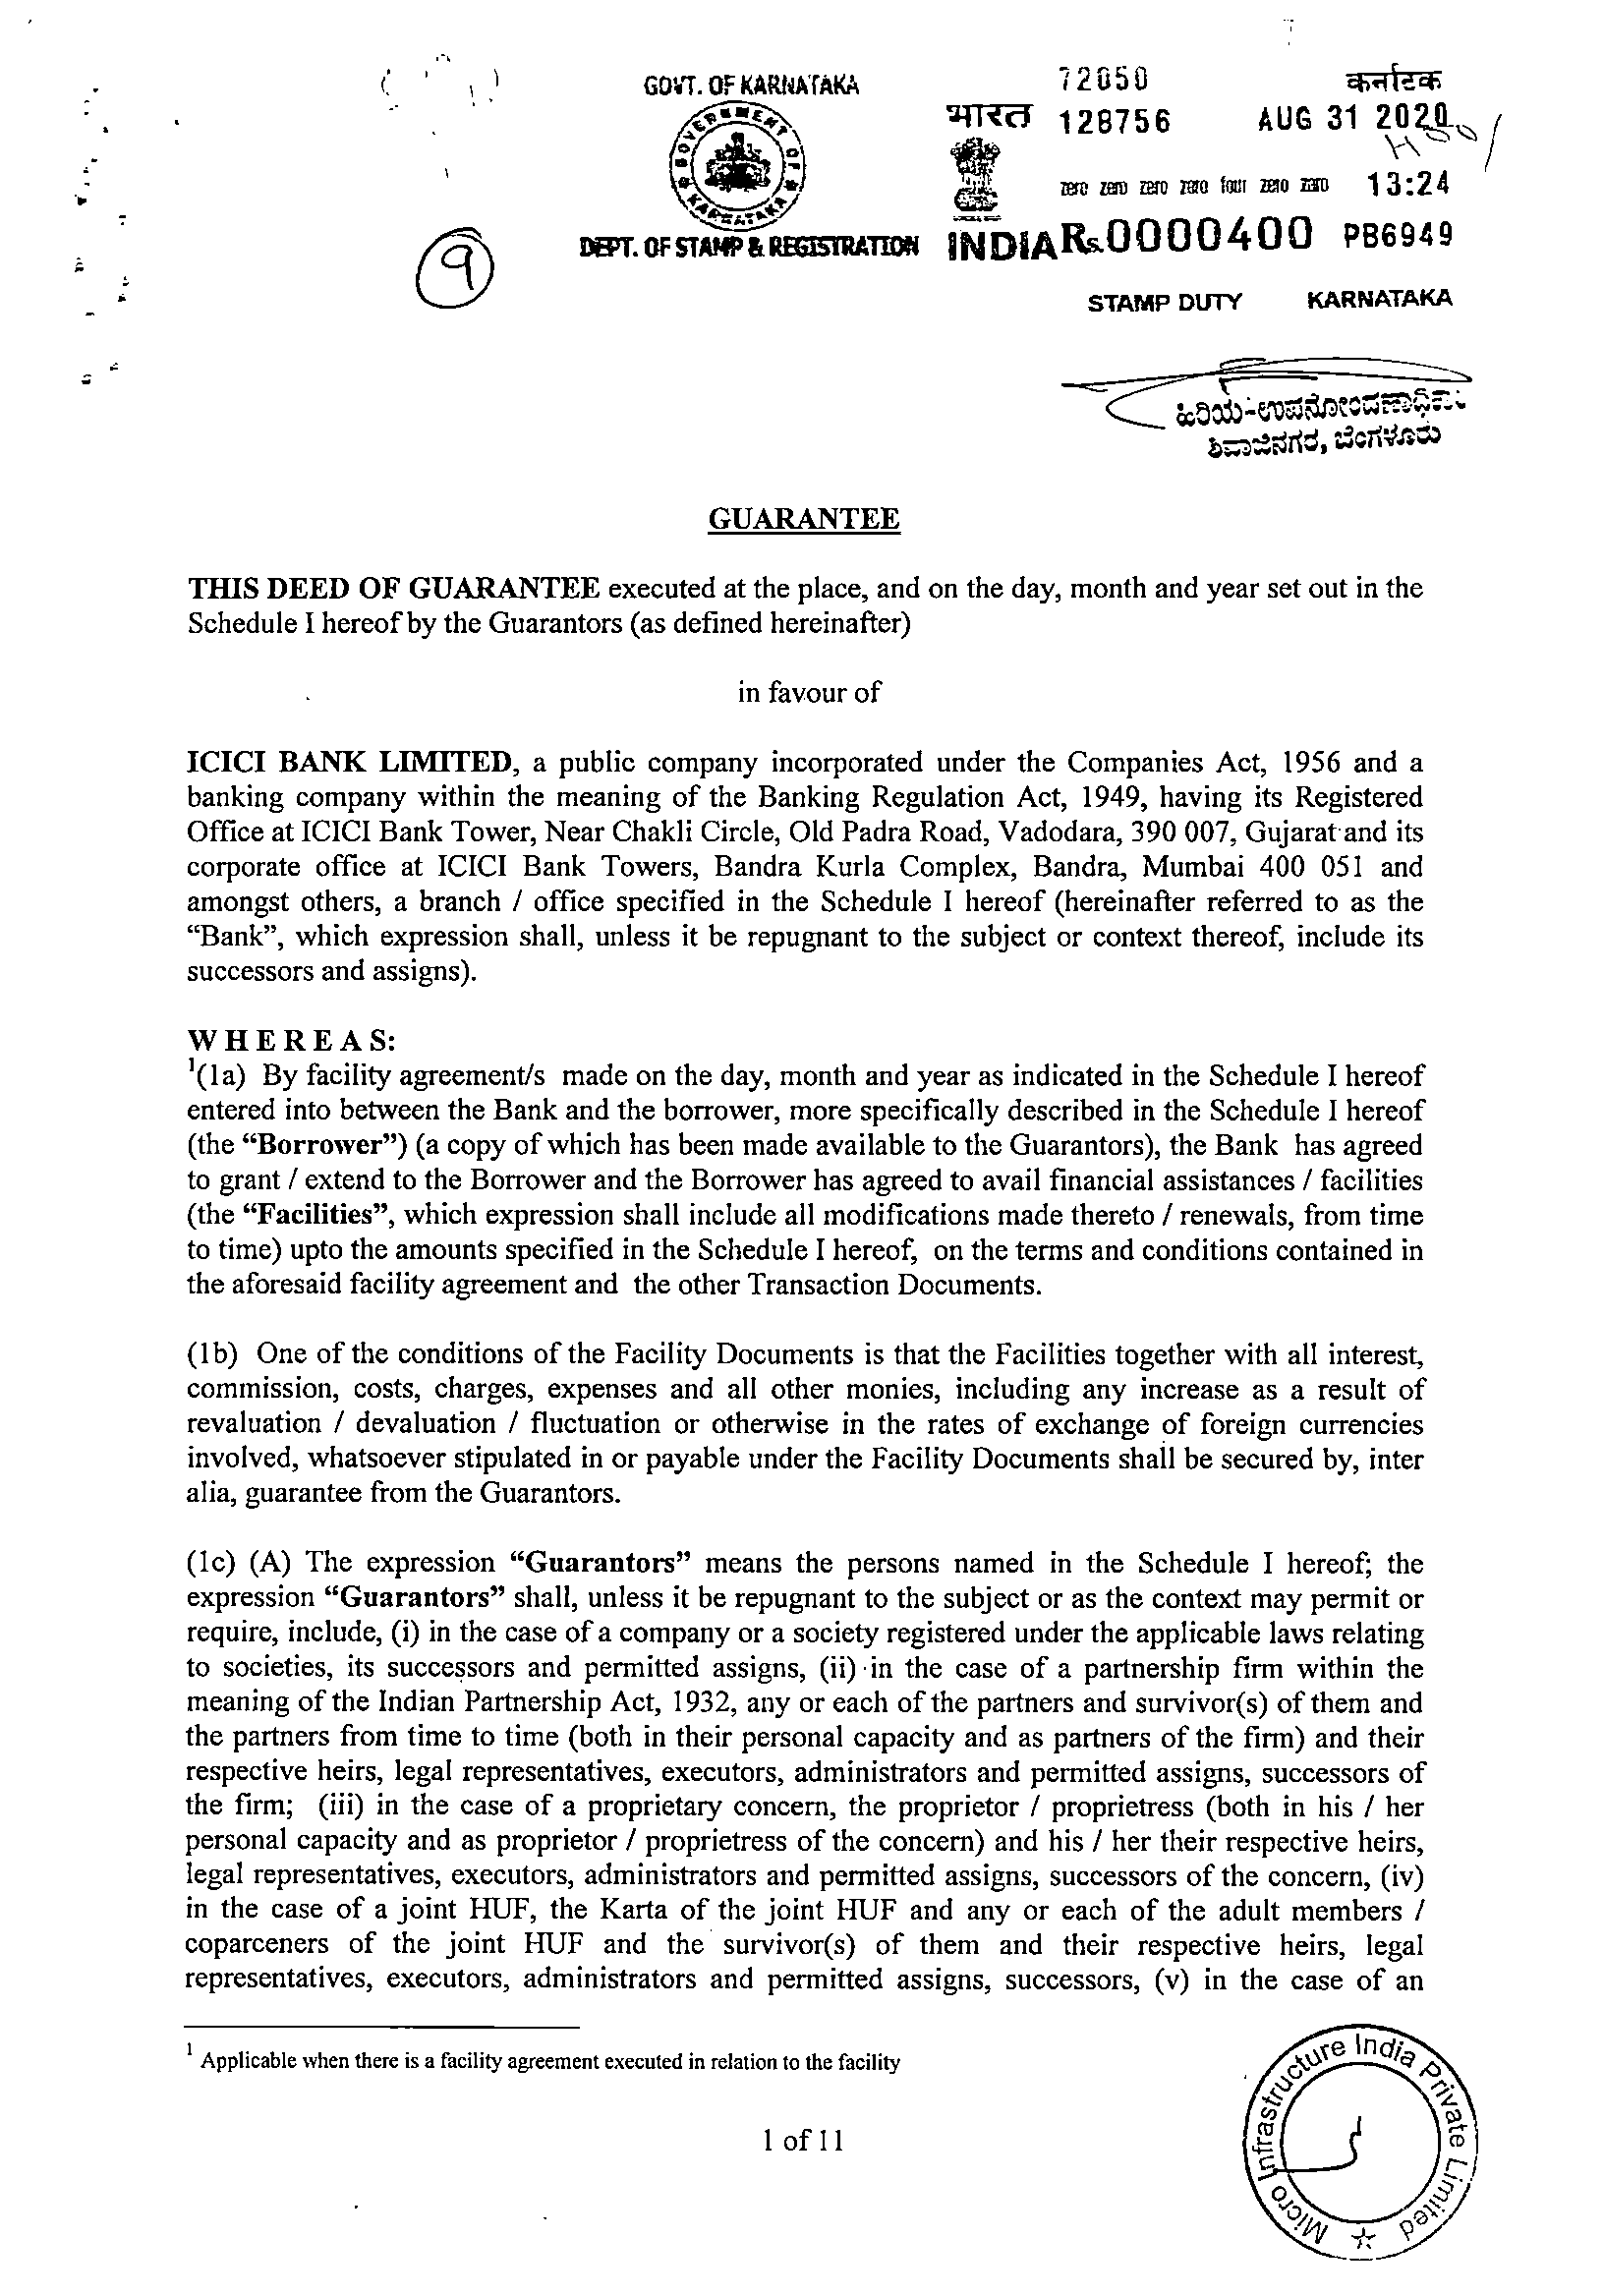 GOVT. OF KARNATAKA
GOVERNMENT OF KARNATAKA
DEPT. OF STAMP & REGISTRATION
72050
कर्नाटक
भारत 128756 AUG 31 2020
zero zero zero zero four zero zero 13:24
INDIA Rs.0000400 PB6949
STAMP DUTY KARNATAKA
9
ಶಿವಾಜಿನಗರ, ಬೆಂಗಳೂರು
GUARANTEE
THIS DEED OF GUARANTEE executed at the place, and on the day, month and year set out in the
Schedule I hereof by the Guarantors (as defined hereinafter)
in favour of
ICICI BANK LIMITED, a public company incorporated under the Companies Act, 1956 and a
banking company within the meaning of the Banking Regulation Act, 1949, having its Registered
Office at ICICI Bank Tower, Near Chakli Circle, Old Padra Road, Vadodara, 390 007, Gujarat and its
corporate office at ICICI Bank Towers, Bandra Kurla Complex, Bandra, Mumbai 400 051 and
amongst others, a branch / office specified in the Schedule I hereof (hereinafter referred to as the
“Bank”, which expression shall, unless it be repugnant to the subject or context thereof, include its
successors and assigns).
W H E R E A S:
¹(1a) By facility agreement/s made on the day, month and year as indicated in the Schedule I hereof
entered into between the Bank and the borrower, more specifically described in the Schedule I hereof
(the “Borrower”) (a copy of which has been made available to the Guarantors), the Bank has agreed
to grant / extend to the Borrower and the Borrower has agreed to avail financial assistances / facilities
(the “Facilities”, which expression shall include all modifications made thereto / renewals, from time
to time) upto the amounts specified in the Schedule I hereof, on the terms and conditions contained in
the aforesaid facility agreement and the other Transaction Documents.
(1b) One of the conditions of the Facility Documents is that the Facilities together with all interest,
commission, costs, charges, expenses and all other monies, including any increase as a result of
revaluation / devaluation / fluctuation or otherwise in the rates of exchange of foreign currencies
involved, whatsoever stipulated in or payable under the Facility Documents shall be secured by, inter
alia, guarantee from the Guarantors.
(1c) (A) The expression “Guarantors” means the persons named in the Schedule I hereof; the
expression “Guarantors” shall, unless it be repugnant to the subject or as the context may permit or
require, include, (i) in the case of a company or a society registered under the applicable laws relating
to societies, its successors and permitted assigns, (ii) in the case of a partnership firm within the
meaning of the Indian Partnership Act, 1932, any or each of the partners and survivor(s) of them and
the partners from time to time (both in their personal capacity and as partners of the firm) and their
respective heirs, legal representatives, executors, administrators and permitted assigns, successors of
the firm; (iii) in the case of a proprietary concern, the proprietor / proprietress (both in his / her
personal capacity and as proprietor / proprietress of the concern) and his / her their respective heirs,
legal representatives, executors, administrators and permitted assigns, successors of the concern, (iv)
in the case of a joint HUF, the Karta of the joint HUF and any or each of the adult members /
coparceners of the joint HUF and the survivor(s) of them and their respective heirs, legal
representatives, executors, administrators and permitted assigns, successors, (v) in the case of an
¹ Applicable when there is a facility agreement executed in relation to the facility
1 of 11
Micro Infrastructure India Private Limited